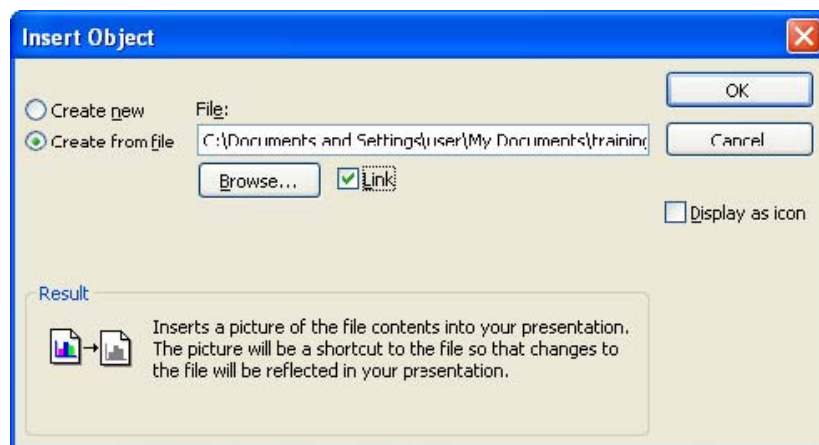 Insert Object
Create new
File:
OK
Create from file
C:\Documents and Settings\user\My Documents\training
Cancel
Browse...
Link
Display as icon
Result
Inserts a picture of the file contents into your presentation.
The picture will be a shortcut to the file so that changes to
the file will be reflected in your presentation.